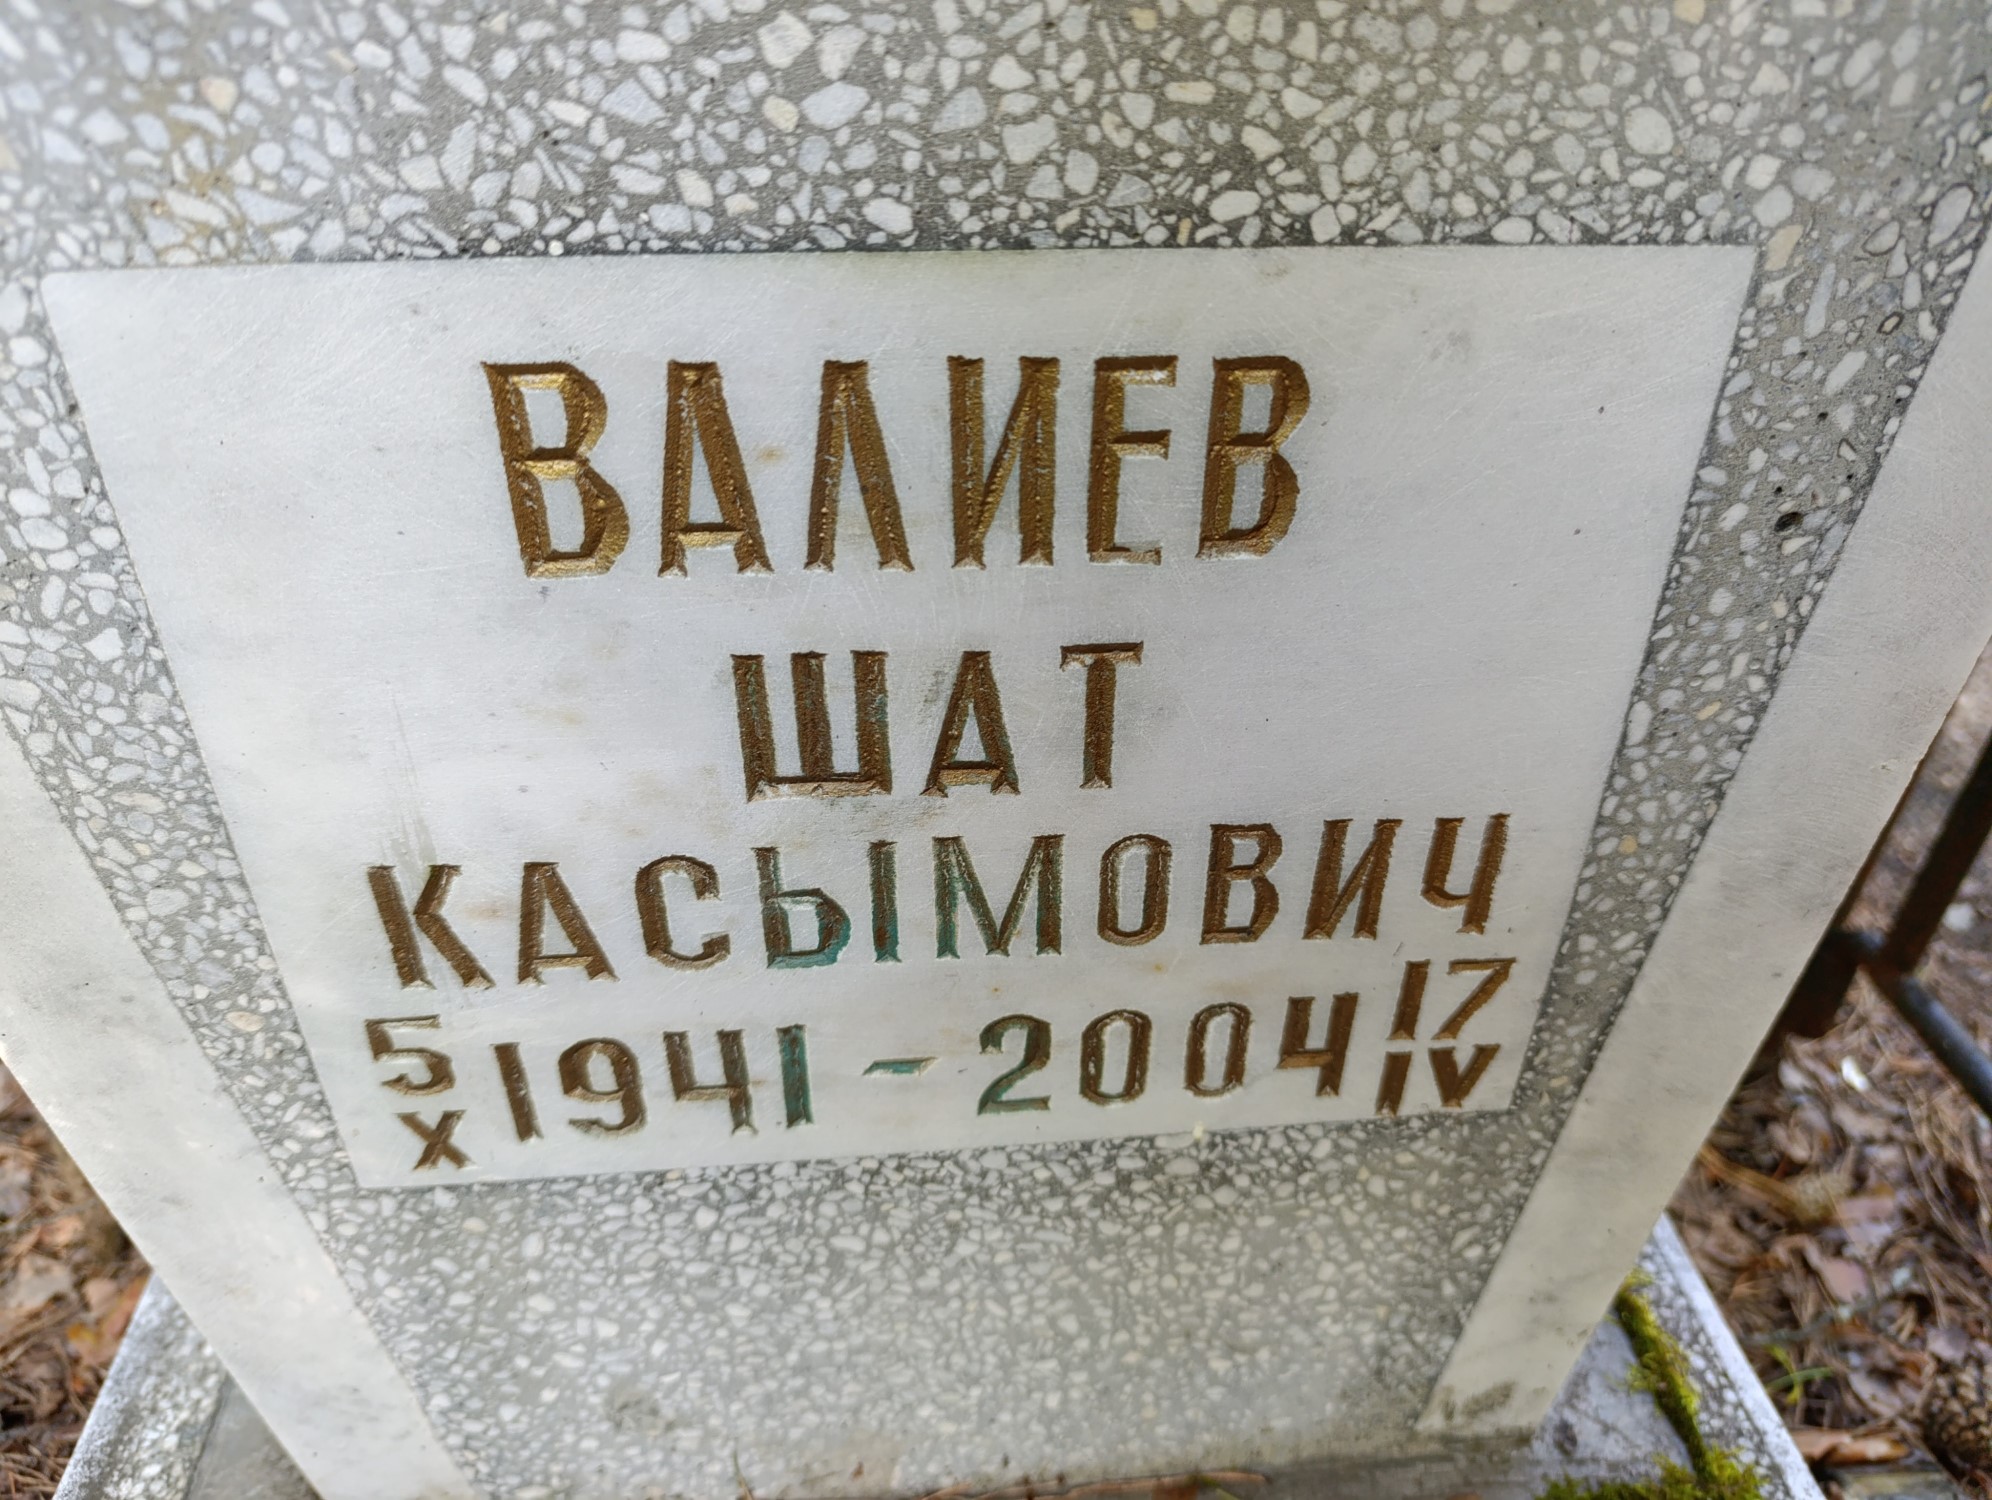 ВАЛИЕВ
ШАТ
КАСЫМОВИЧ
5/X 1941 - 2004 17/IV